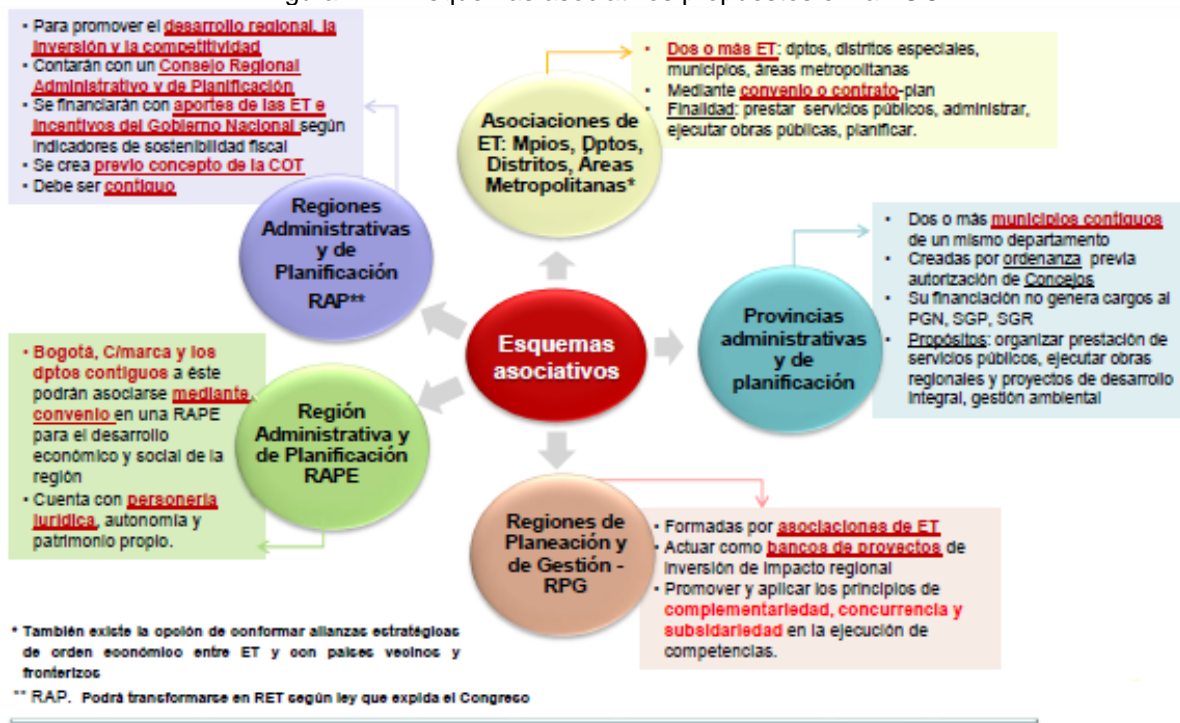 • Para promover el desarrollo regional, la
inversión y la competitividad
• Contarán con un Consejo Regional
Administrativo y de Planificación
• Se financiarán con aportes de las ET e
incentivos del Gobierno Nacional según
indicadores de sostenibilidad fiscal
• Se crea previo concepto de la COT
• Debe ser contiguo
Regiones
Administrativas
y de
Planificación
RAP**
Asociaciones de
ET: Mpios, Dptos,
Distritos, Áreas
Metropolitanas*
• Dos o más ET: dptos, distritos especiales,
municipios, áreas metropolitanas
• Mediante convenio o contrato-plan
• Finalidad: prestar servicios públicos, administrar,
ejecutar obras públicas, planificar.
Esquemas
asociativos
Provincias
administrativas
y de
planificación
• Dos o más municipios contiguos
de un mismo departamento
• Creadas por ordenanza previa
autorización de Concejos
• Su financiación no genera cargos al
PGN, SGP, SGR
• Propósitos: organizar prestación de
servicios públicos, ejecutar obras
regionales y proyectos de desarrollo
integral, gestión ambiental
• Bogotá, C/marca y los
dptos contiguos a éste
podrán asociarse mediante
convenio en una RAPE
para el desarrollo
económico y social de la
región
• Cuenta con personería
jurídica, autonomía y
patrimonio propio.
Región
Administrativa y
de Planificación
RAPE
Regiones de
Planeación y
de Gestión -
RPG
• Formadas por asociaciones de ET
• Actuar como bancos de proyectos de
inversión de impacto regional
• Promover y aplicar los principios de
complementariedad, concurrencia y
subsidariedad en la ejecución de
competencias.
* También existe la opción de conformar alianzas estratégicas
de orden económico entre ET y con países vecinos y
fronterizos
** RAP. Podrá transformarse en RET según ley que expida el Congreso